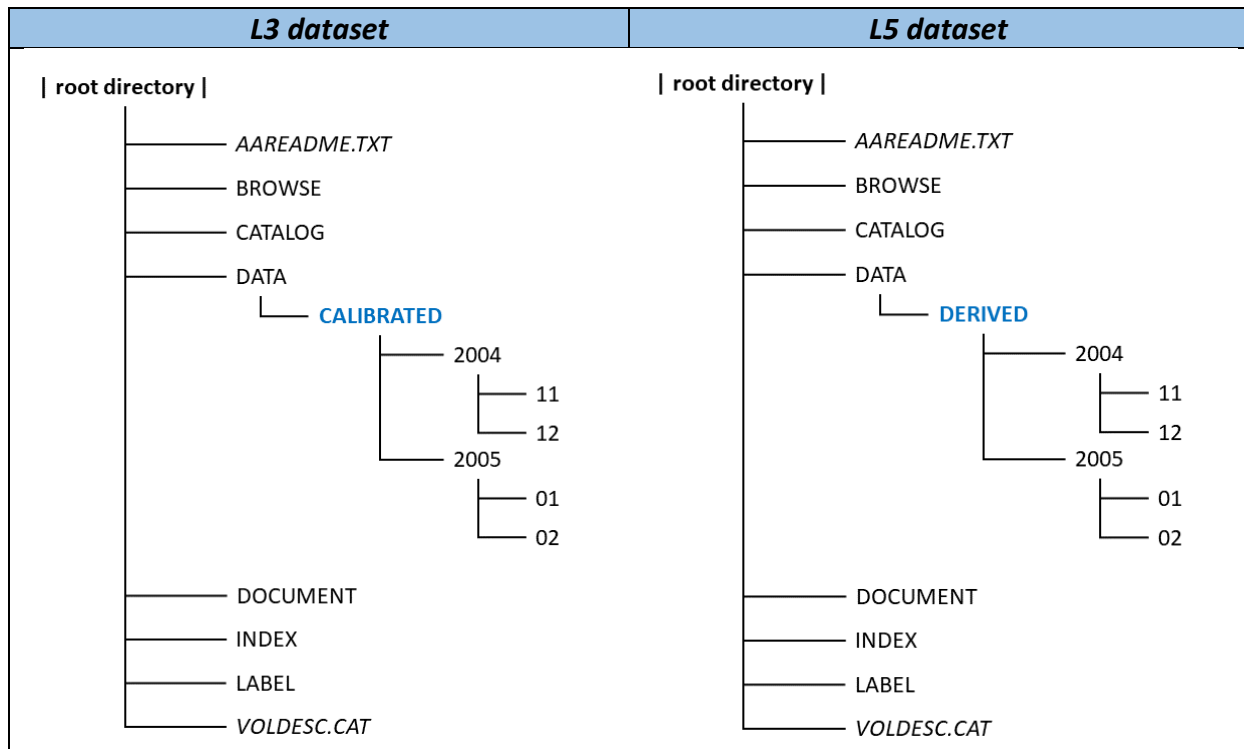 L3 dataset
L5 dataset
| root directory |
AAREADME.TXT
BROWSE
CATALOG
DATA
CALIBRATED
2004
11
12
2005
01
02
DOCUMENT
INDEX
LABEL
VOLDESC.CAT
| root directory |
AAREADME.TXT
BROWSE
CATALOG
DATA
DERIVED
2004
11
12
2005
01
02
DOCUMENT
INDEX
LABEL
VOLDESC.CAT